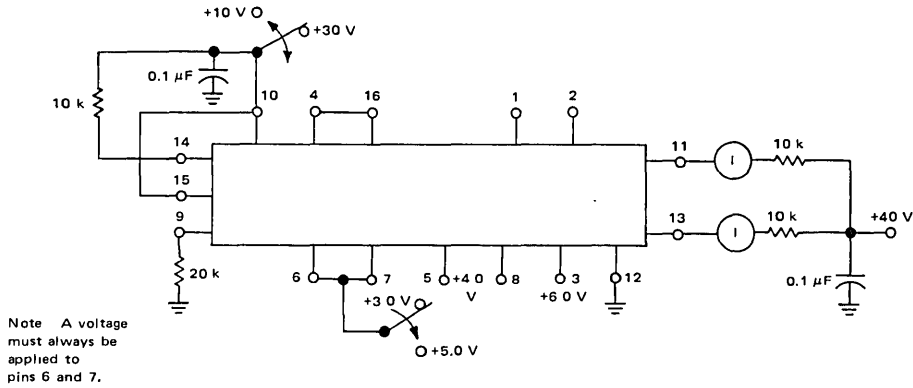 +10 V
+30 V
0.1 µF
10 k
10
4
16
1
2
14
15
9
20 k
11
I
10 k
13
I
10 k
+40 V
0.1 µF
6
7
5
+4 0
V
8
3
+6 0 V
12
+3 0 V
+5.0 V
Note A voltage
must always be
applied to
pins 6 and 7.